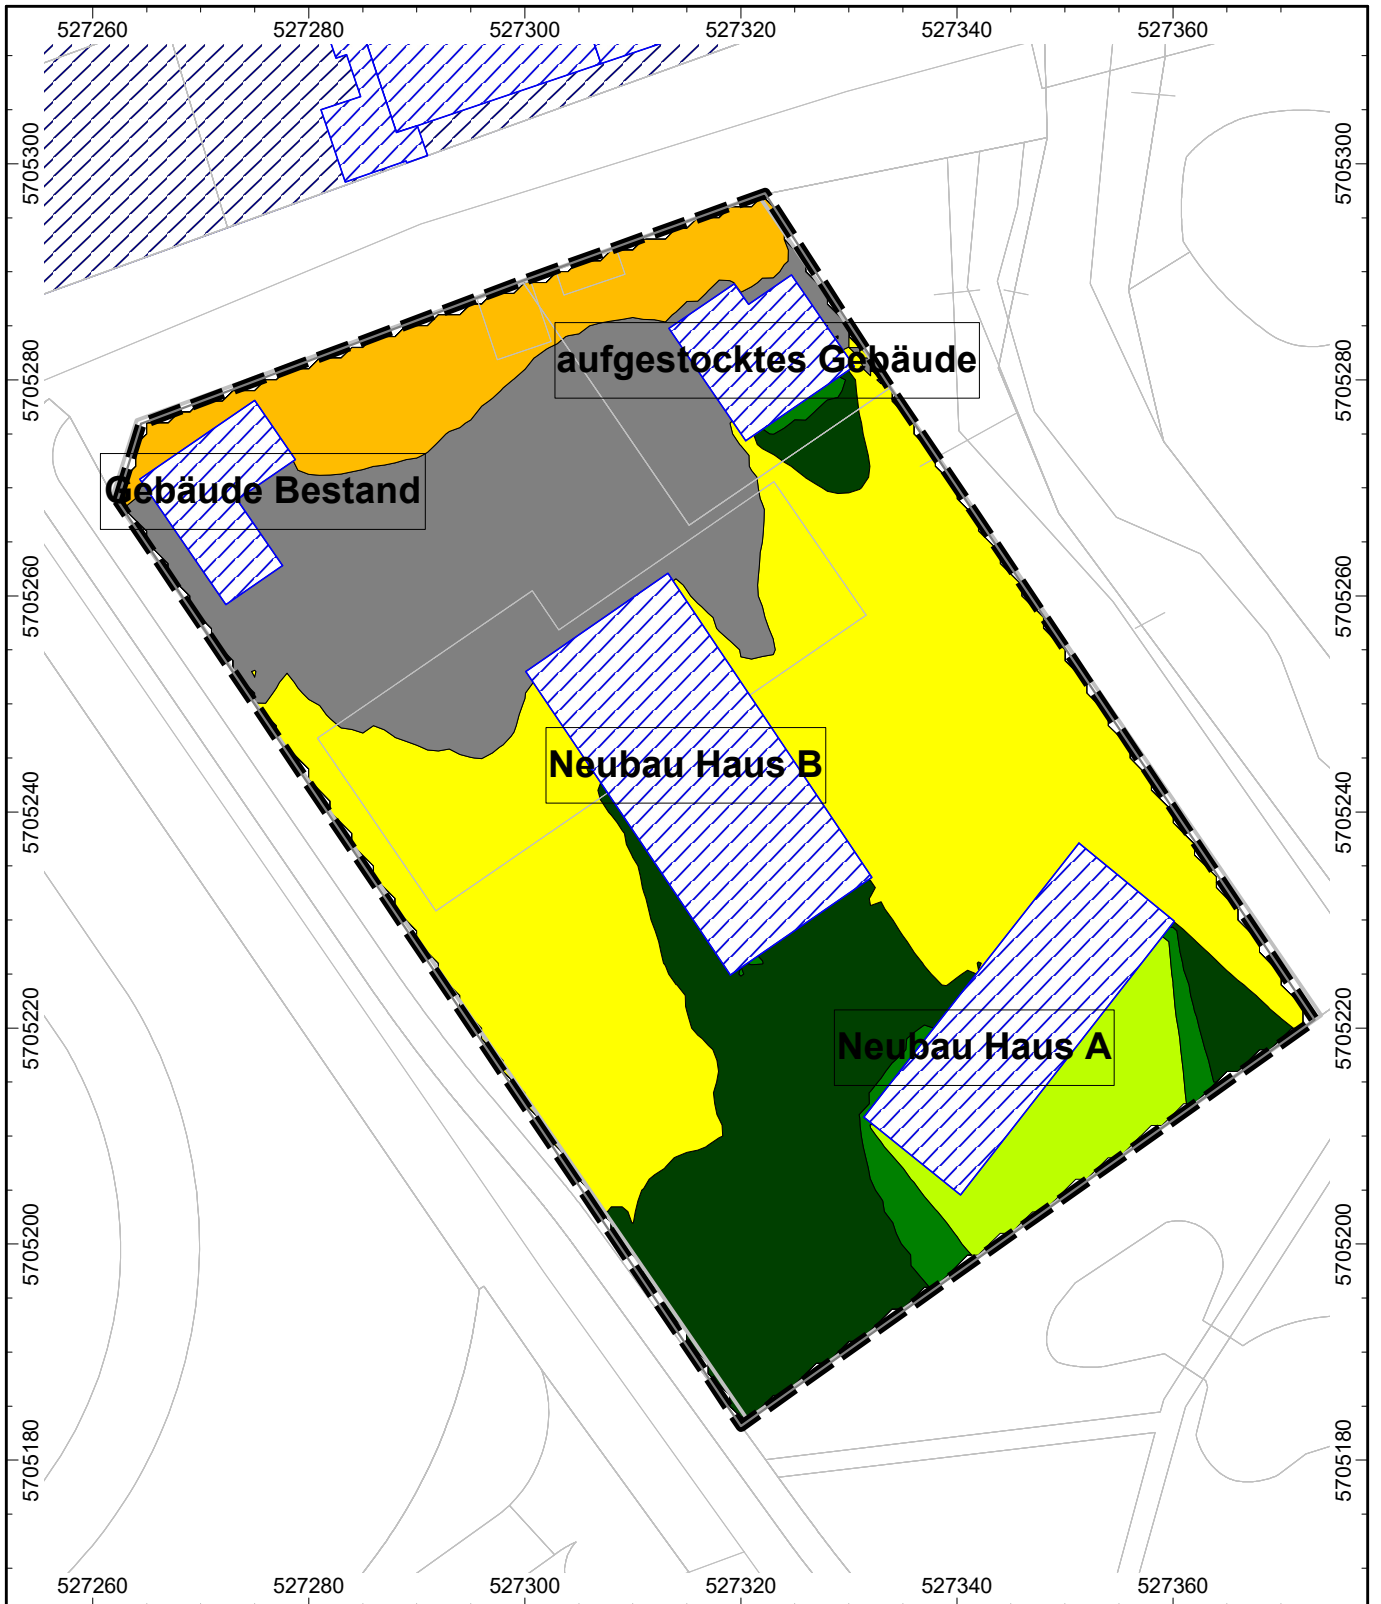 527260 527280 527300 527320 527340 527360
5705300 5705300
5705280 5705280
aufgestocktes Gebäude
Gebäude Bestand
5705260 5705260
Neubau Haus B
5705240 5705240
Neubau Haus A
5705220 5705220
5705200 5705200
5705180 5705180
527260 527280 527300 527320 527340 527360